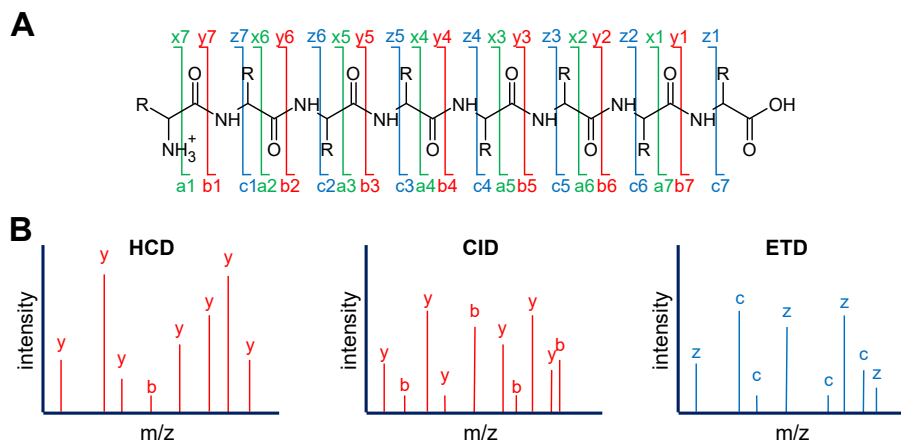 A
x7 y7 z7 x6 y6 z6 x5 y5 z5 x4 y4 z4 x3 y3 z3 x2 y2 z2 x1 y1 z1
O R O R O R O R
R NH NH NH NH NH NH NH OH
NH3+ O R O R O R O
a1 b1 c1 a2 b2 c2 a3 b3 c3 a4 b4 c4 a5 b5 c5 a6 b6 c6 a7 b7 c7
B
HCD
intensity
y y y b y y y y
m/z
CID
intensity
y b y y b y b y y b
m/z
ETD
intensity
z c c z c z c z
m/z